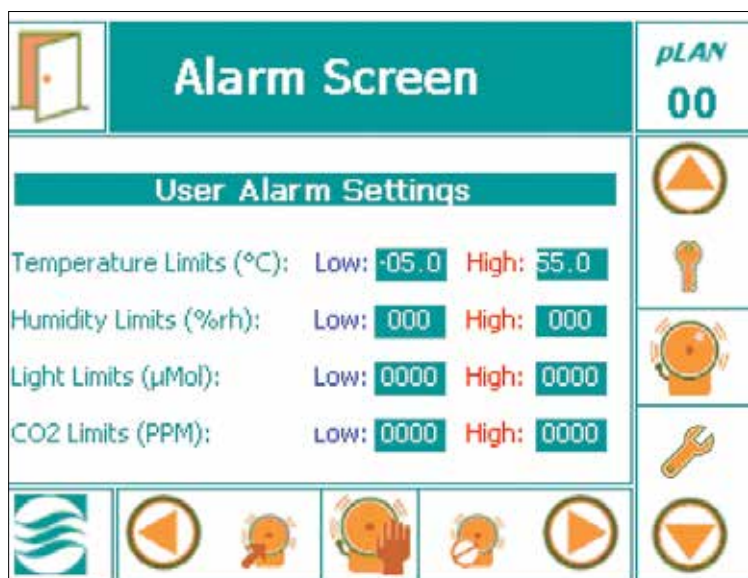 Alarm Screen
pLAN
00
User Alarm Settings
Temperature Limits (°C): Low: -05.0 High: 55.0
Humidity Limits (%rh): Low: 000 High: 000
Light Limits (µMol): Low: 0000 High: 0000
CO2 Limits (PPM): Low: 0000 High: 0000